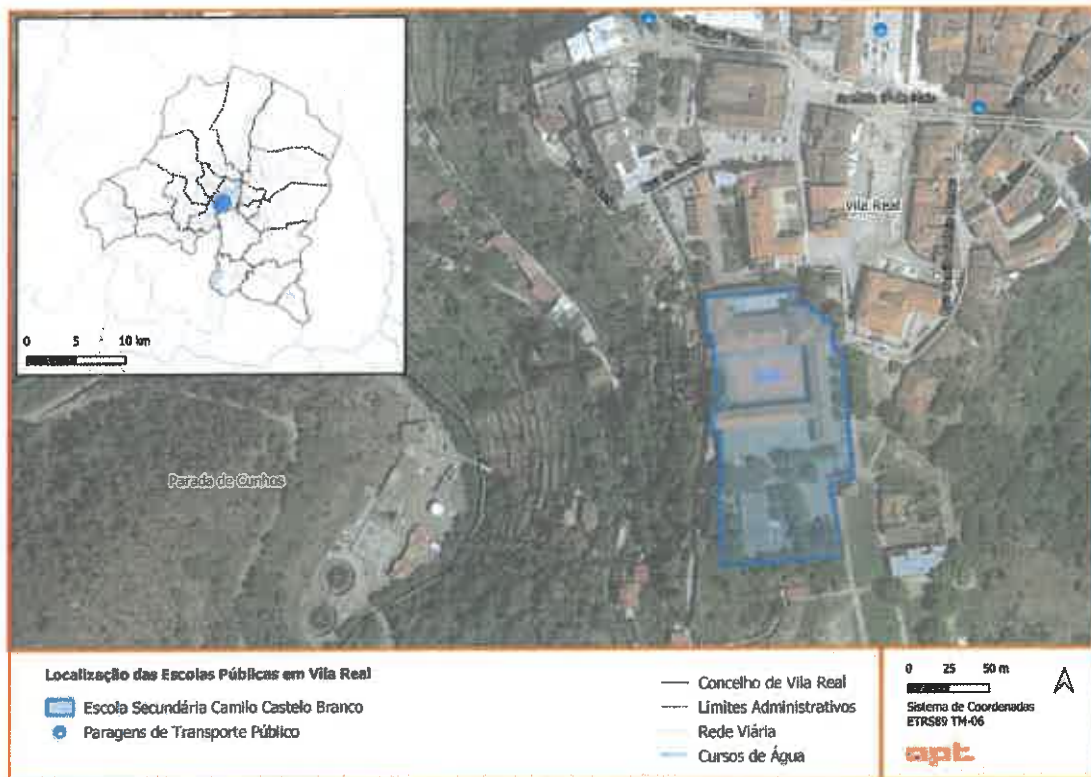 0 5 10 km
Vila Real
Parada de Cunhos
Localização das Escolas Públicas em Vila Real
Escola Secundária Camilo Castelo Branco
Paragens de Transporte Público
Concelho de Vila Real
Limites Administrativos
Rede Viária
Cursos de Água
0 25 50 m
Sistema de Coordenadas
ETRS89 TM-06
apt